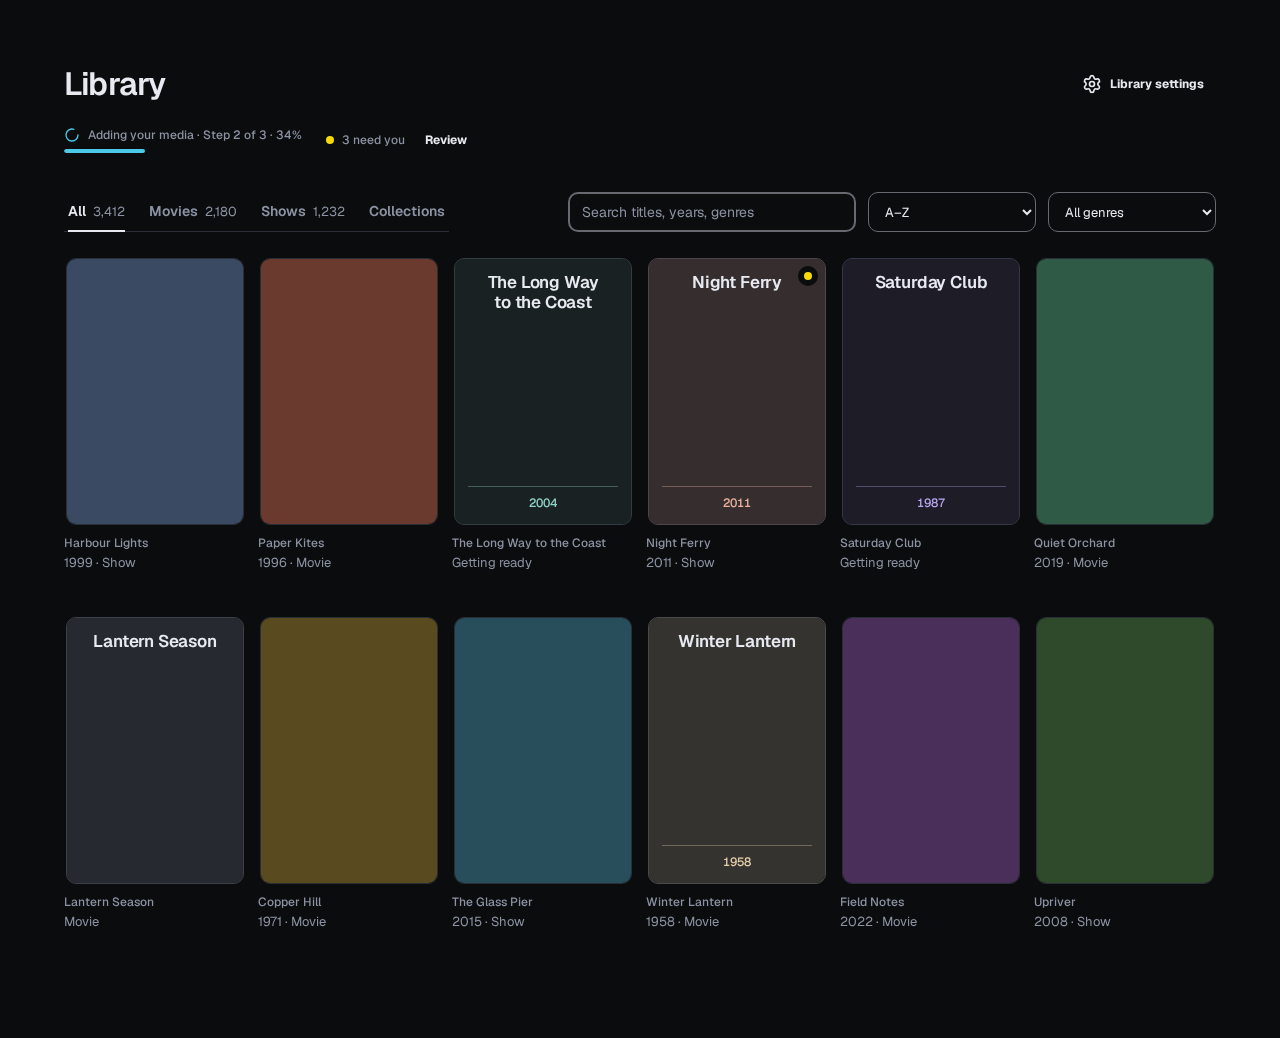 Library
Library settings
Adding your media · Step 2 of 3 · 34%
3 need you
Review
All 3,412
Movies 2,180
Shows 1,232
Collections
Search titles, years, genres
A–Z
All genres
The Long Way
to the Coast
2004
Night Ferry
2011
Saturday Club
1987
Harbour Lights
1999 · Show
Paper Kites
1996 · Movie
The Long Way to the Coast
Getting ready
Night Ferry
2011 · Show
Saturday Club
Getting ready
Quiet Orchard
2019 · Movie
Lantern Season
Winter Lantern
1958
Lantern Season
Movie
Copper Hill
1971 · Movie
The Glass Pier
2015 · Show
Winter Lantern
1958 · Movie
Field Notes
2022 · Movie
Upriver
2008 · Show